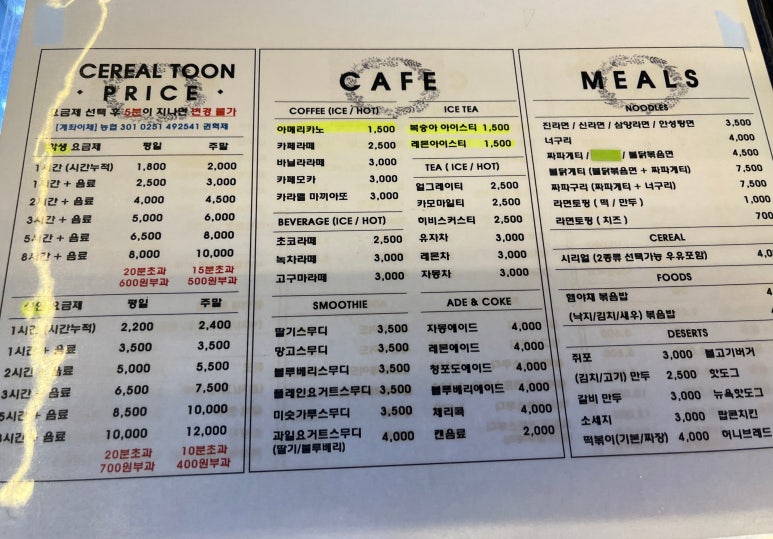 CEREAL TOON
· PRICE ·
요금제 선택 후 5분이 지나면 변경 불가
[계좌이체] 농협 301 0251 492541 권혁제
학생 요금제 평일 주말
1시간 (시간누적) 1,800 2,000
1시간 + 음료 2,500 3,000
2시간 + 음료 4,000 4,500
3시간 + 음료 5,000 6,000
5시간 + 음료 6,500 8,000
8시간 + 음료 8,000 10,000
20분초과 15분초과
600원부과 500원부과
성인 요금제 평일 주말
1시간 (시간누적) 2,200 2,400
1시간 + 음료 3,500 3,500
2시간 + 음료 5,000 5,500
3시간 + 음료 6,500 7,500
5시간 + 음료 8,500 10,000
8시간 + 음료 10,000 12,000
20분초과 10분초과
700원부과 400원부과
CAFE
COFFEE (ICE / HOT)
아메리카노 1,500
카페라떼 2,500
바닐라라떼 3,000
카페모카 3,000
카라멜 마끼아또 3,000
BEVERAGE (ICE / HOT)
초코라떼 2,500
녹차라떼 3,000
고구마라떼 3,000
ICE TEA
복숭아 아이스티 1,500
레몬아이스티 1,500
TEA ( ICE / HOT)
얼그레이티 2,500
카모마일티 2,500
히비스커스티 2,500
유자차 3,000
레몬차 3,000
자몽차 3,000
SMOOTHIE
딸기스무디 3,500
망고스무디 3,500
블루베리스무디 3,500
플레인요거트스무디 3,500
미숫가루스무디 3,500
과일요거트스무디 4,000
(딸기/블루베리)
ADE & COKE
자몽에이드 4,000
레몬에이드 4,000
청포도에이드 4,000
블루베리에이드 4,000
체리콕 4,000
캔음료 2,000
MEALS
NOODLES
진라면 / 신라면 / 삼양라면 / 안성탕면 3,500
너구리 4,000
짜파게티 / / 불닭볶음면 4,500
불닭게티 (불닭볶음면 + 짜파게티) 7,500
짜파구리 (짜파게티 + 너구리) 7,500
라면토핑 ( 떡 / 만두 ) 1,000
라면토핑 ( 치즈 ) 700
CEREAL
시리얼 (2종류 선택가능 우유포함) 4,0
FOODS
햄야채 볶음밥 4
(낙지/김치/새우) 볶음밥
DESERTS
쥐포 3,000 불고기버거
(김치/고기) 만두 2,500 핫도그
갈비 만두 3,000 뉴욕핫도그
소세지 3,000 팝콘치킨
떡볶이(기본/짜장) 4,000 허니브레드